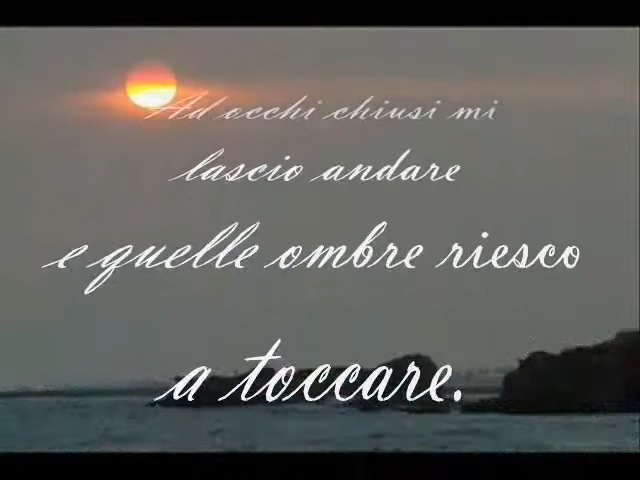 Ad occhi chiusi mi
lascio andare
e quelle ombre riesco
a toccare.